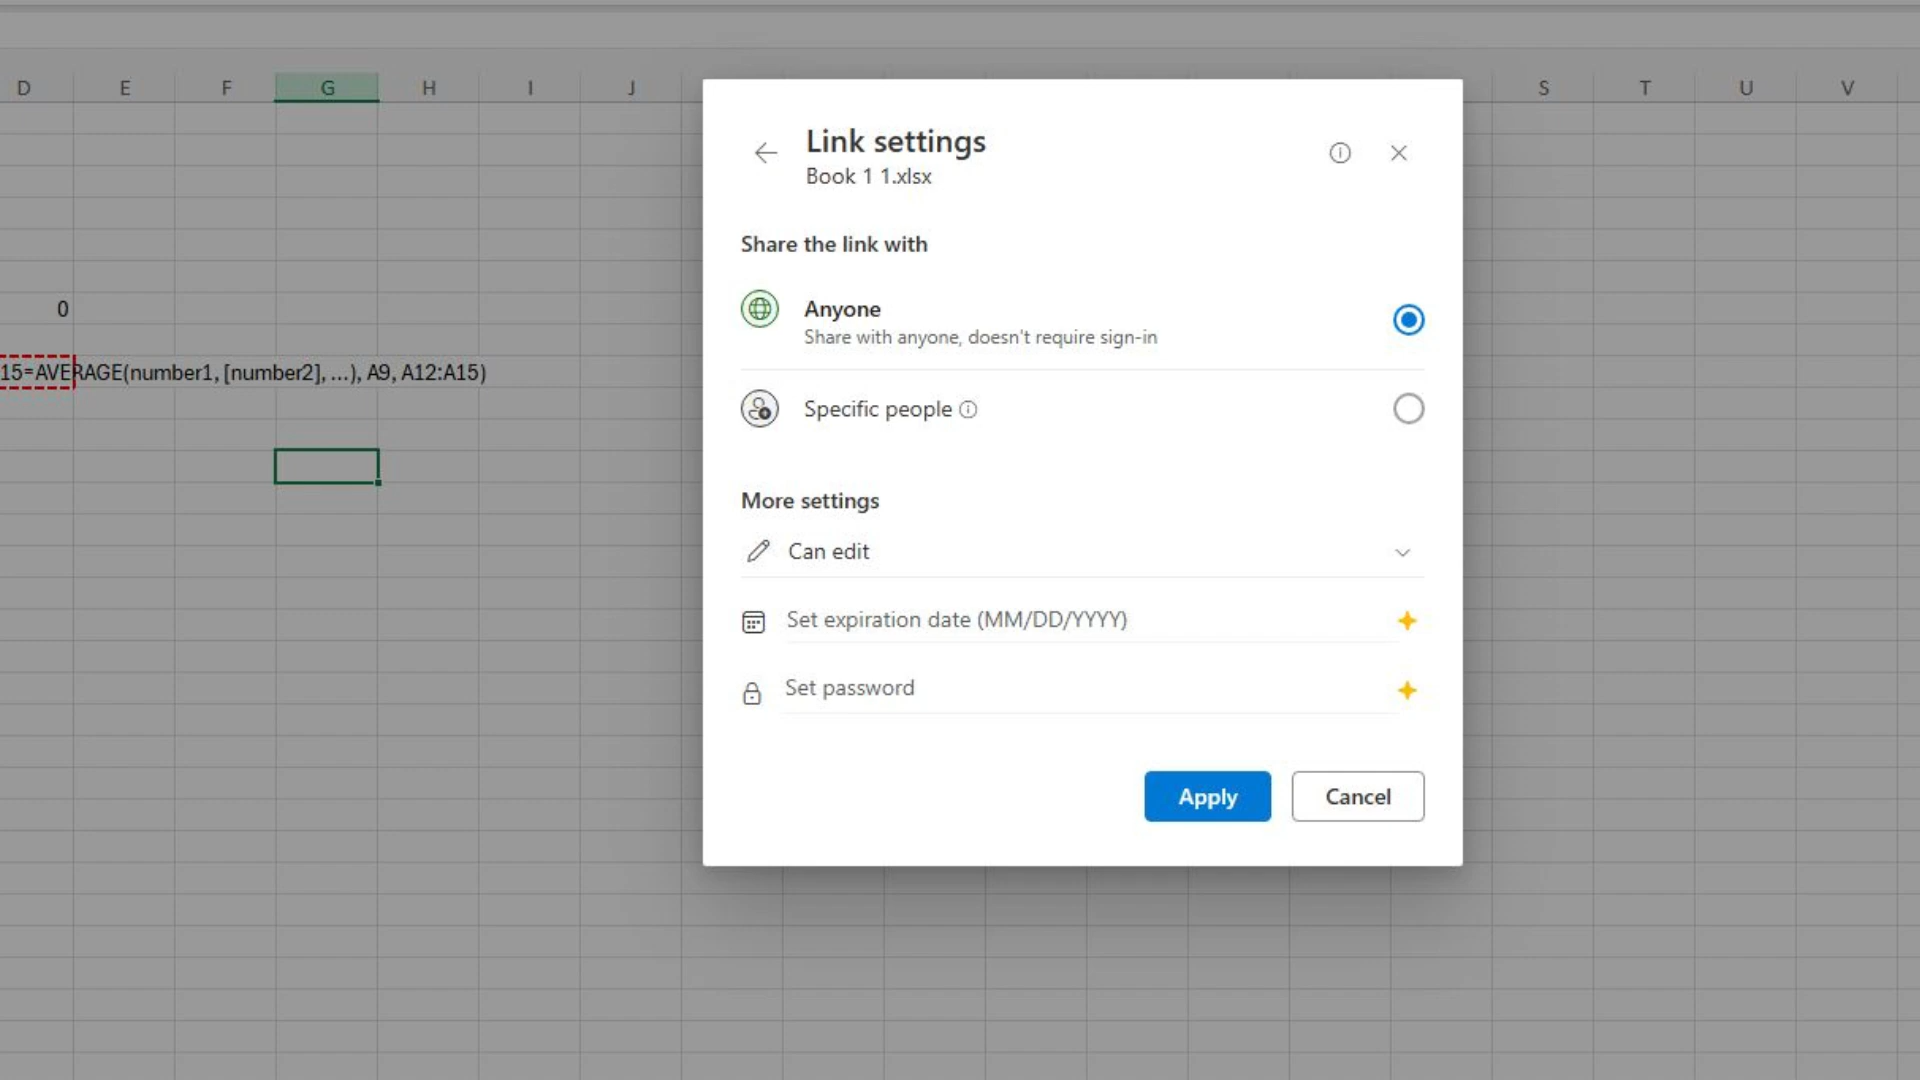 D E F G H I J S T U V
Link settings
Book 1 1.xlsx
Share the link with
0
Anyone
Share with anyone, doesn't require sign-in
15=AVERAGE(number1, [number2], ...), A9, A12:A15)
Specific people
More settings
Can edit
Set expiration date (MM/DD/YYYY)
Set password
Apply Cancel